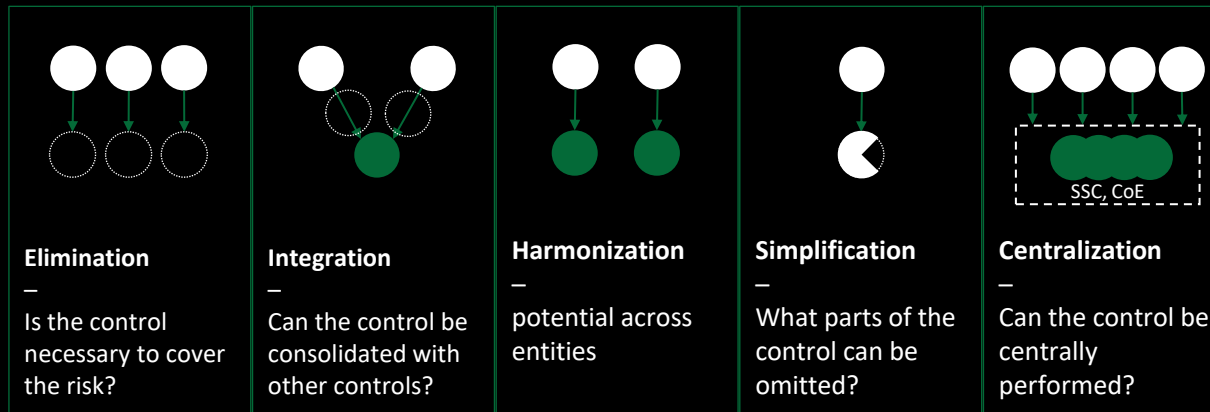 Elimination
–
Is the control
necessary to cover
the risk?
Integration
–
Can the control be
consolidated with
other controls?
Harmonization
–
potential across
entities
Simplification
–
What parts of the
control can be
omitted?
SSC, CoE
Centralization
–
Can the control be
centrally
performed?